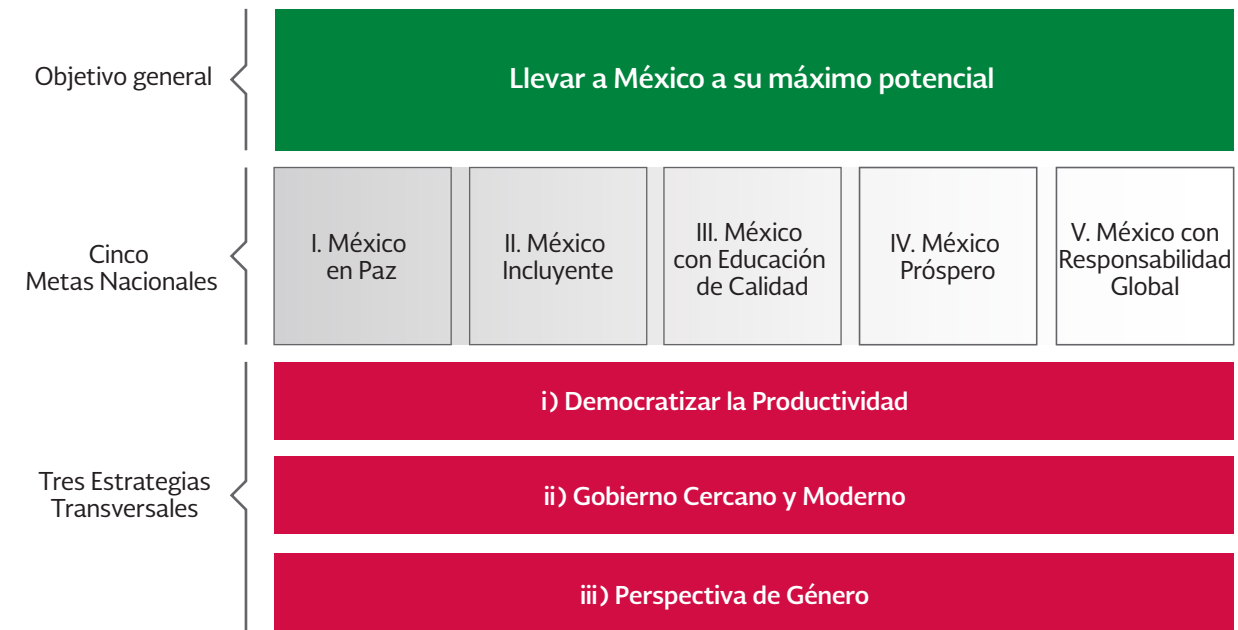 Objetivo general
Llevar a México a su máximo potencial
Cinco
Metas Nacionales
I. México
en Paz
II. México
Incluyente
III. México
con Educación
de Calidad
IV. México
Próspero
V. México con
Responsabilidad
Global
Tres Estrategias
Transversales
i) Democratizar la Productividad
ii) Gobierno Cercano y Moderno
iii) Perspectiva de Género